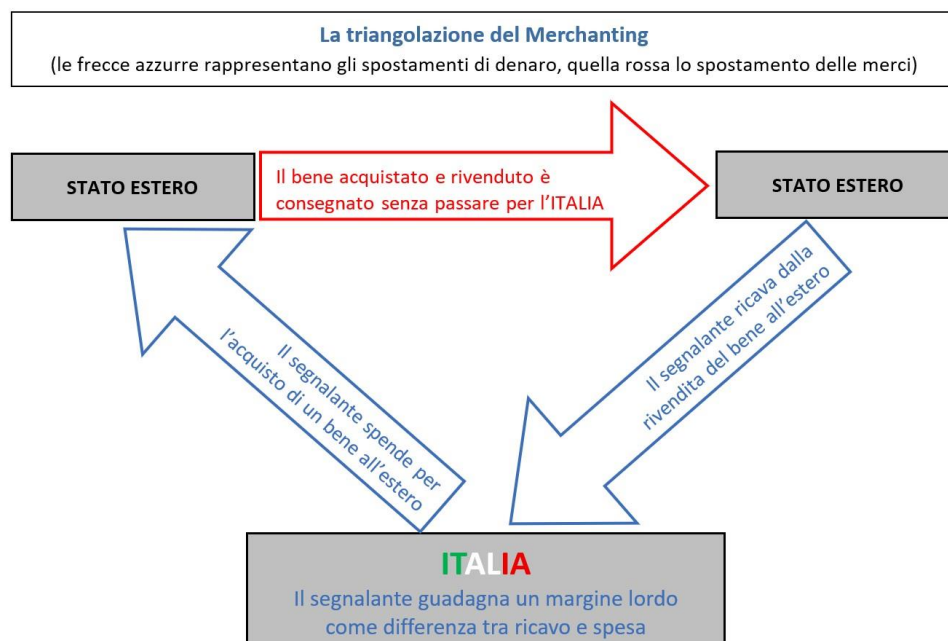 La triangolazione del Merchanting
(le frecce azzurre rappresentano gli spostamenti di denaro, quella rossa lo spostamento delle merci)
STATO ESTERO
Il bene acquistato e rivenduto è
consegnato senza passare per l'ITALIA
STATO ESTERO
Il segnalante spende per
l'acquisto di un bene all'estero
Il segnalante ricava dalla
rivendita del bene all'estero
ITALIA
Il segnalante guadagna un margine lordo
come differenza tra ricavo e spesa